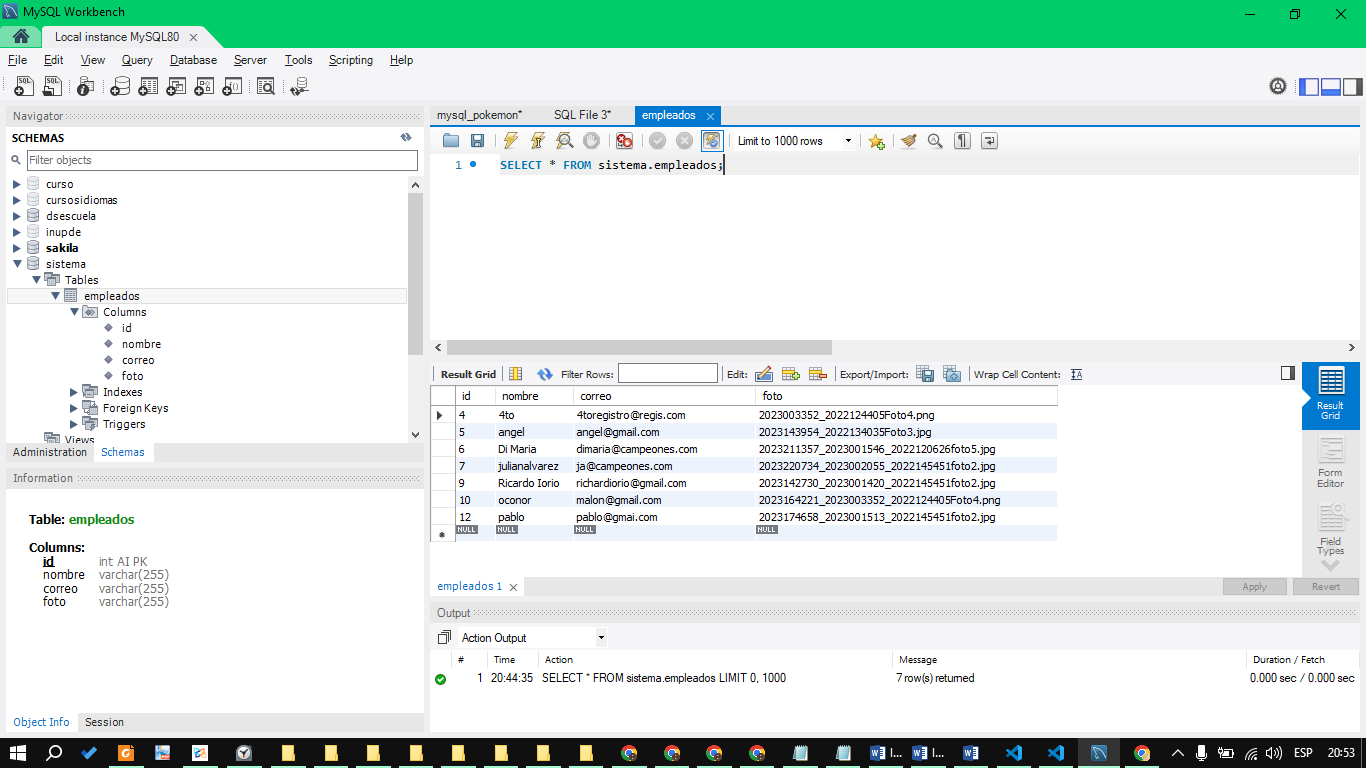 MySQL Workbench
Local instance MySQL80
File Edit View Query Database Server Tools Scripting Help
Navigator
SCHEMAS
Filter objects
curso
cursosidiomas
dsescuela
inupde
sakila
sistema
Tables
empleados
Columns
id
nombre
correo
foto
Indexes
Foreign Keys
Triggers
Views
Administration Schemas
Information
Table: empleados
Columns:
id int AI PK
nombre varchar(255)
correo varchar(255)
foto varchar(255)
Object Info Session
mysql_pokemon* SQL File 3* empleados
Limit to 1000 rows
1 SELECT * FROM sistema.empleados;
Result Grid Filter Rows: Edit: Export/Import: Wrap Cell Content:
id nombre correo foto
4 4to 4toregistro@regis.com 2023003352_2022124405Foto4.png
5 angel angel@gmail.com 2023143954_2022134035Foto3.jpg
6 Di Maria dimaria@campeones.com 2023211357_2023001546_2022120626foto5.jpg
7 julianalvarez ja@campeones.com 2023220734_2023002055_2022145451foto2.jpg
9 Ricardo Iorio richardiorio@gmail.com 2023142730_2023001420_2022145451foto2.jpg
10 oconor malon@gmail.com 2023164221_2023003352_2022124405Foto4.png
12 pablo pablo@gmai.com 2023174658_2023001513_2022145451foto2.jpg
NULL NULL NULL NULL
Result
Grid
Form
Editor
Field
Types
empleados 1
Apply Revert
Output
Action Output
# Time Action Message Duration / Fetch
1 20:44:35 SELECT * FROM sistema.empleados LIMIT 0, 1000 7 row(s) returned 0.000 sec / 0.000 sec
I... I... ESP 20:53